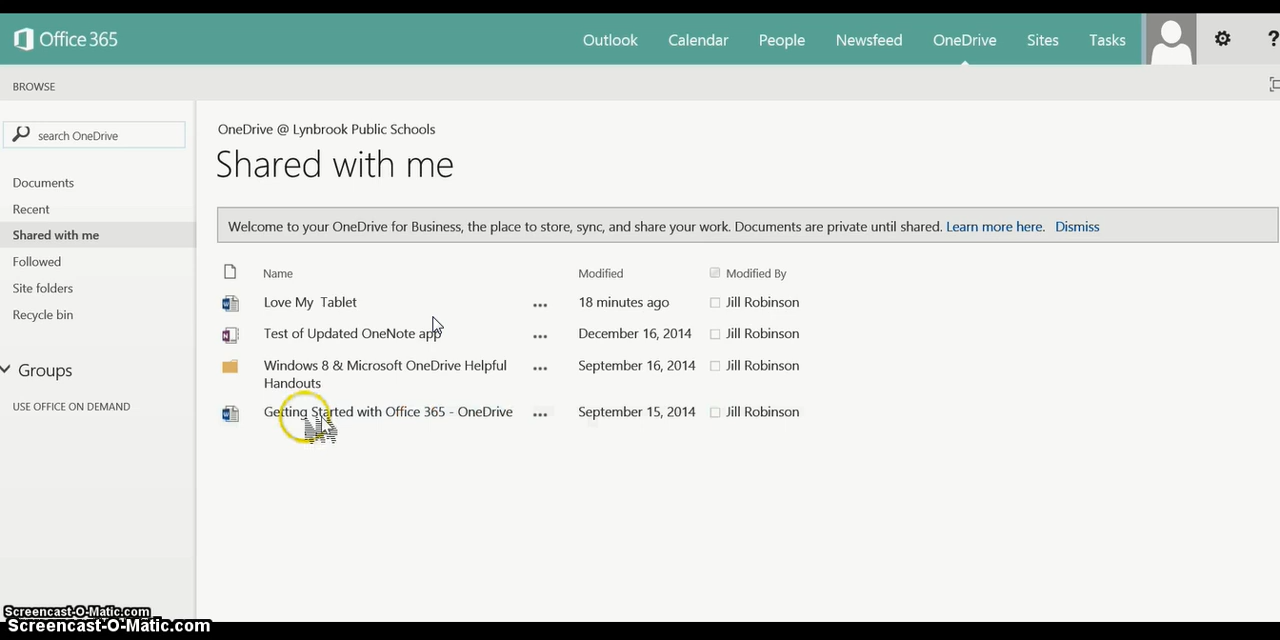 Office 365
Outlook Calendar People Newsfeed OneDrive Sites Tasks ?
BROWSE
search OneDrive
Documents
Recent
Shared with me
Followed
Site folders
Recycle bin
Groups
USE OFFICE ON DEMAND
OneDrive @ Lynbrook Public Schools
Shared with me
Welcome to your OneDrive for Business, the place to store, sync, and share your work. Documents are private until shared. Learn more here. Dismiss
Name Modified Modified By
Love My Tablet ... 18 minutes ago Jill Robinson
Test of Updated OneNote app ... December 16, 2014 Jill Robinson
Windows 8 & Microsoft OneDrive Helpful ... September 16, 2014 Jill Robinson
Handouts
Getting Started with Office 365 - OneDrive ... September 15, 2014 Jill Robinson
Screencast-O-Matic.com
Screencast-O-Matic.com